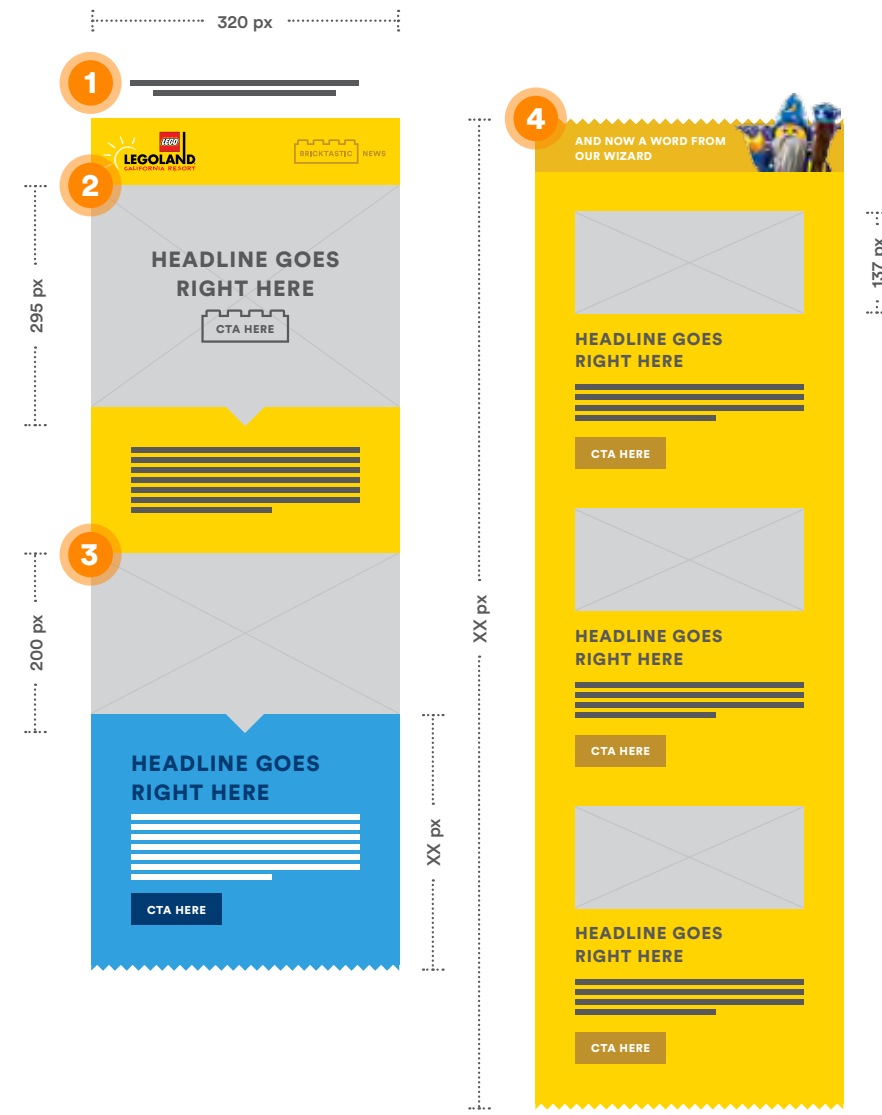 320 px
1
LEGO
LEGOLAND
CALIFORNIA RESORT
BRICKTASTIC NEWS
2
295 px
HEADLINE GOES
RIGHT HERE
CTA HERE
3
200 px
XX px
HEADLINE GOES
RIGHT HERE
CTA HERE
4
AND NOW A WORD FROM
OUR WIZARD
137 px
XX px
HEADLINE GOES
RIGHT HERE
CTA HERE
HEADLINE GOES
RIGHT HERE
CTA HERE
HEADLINE GOES
RIGHT HERE
CTA HERE